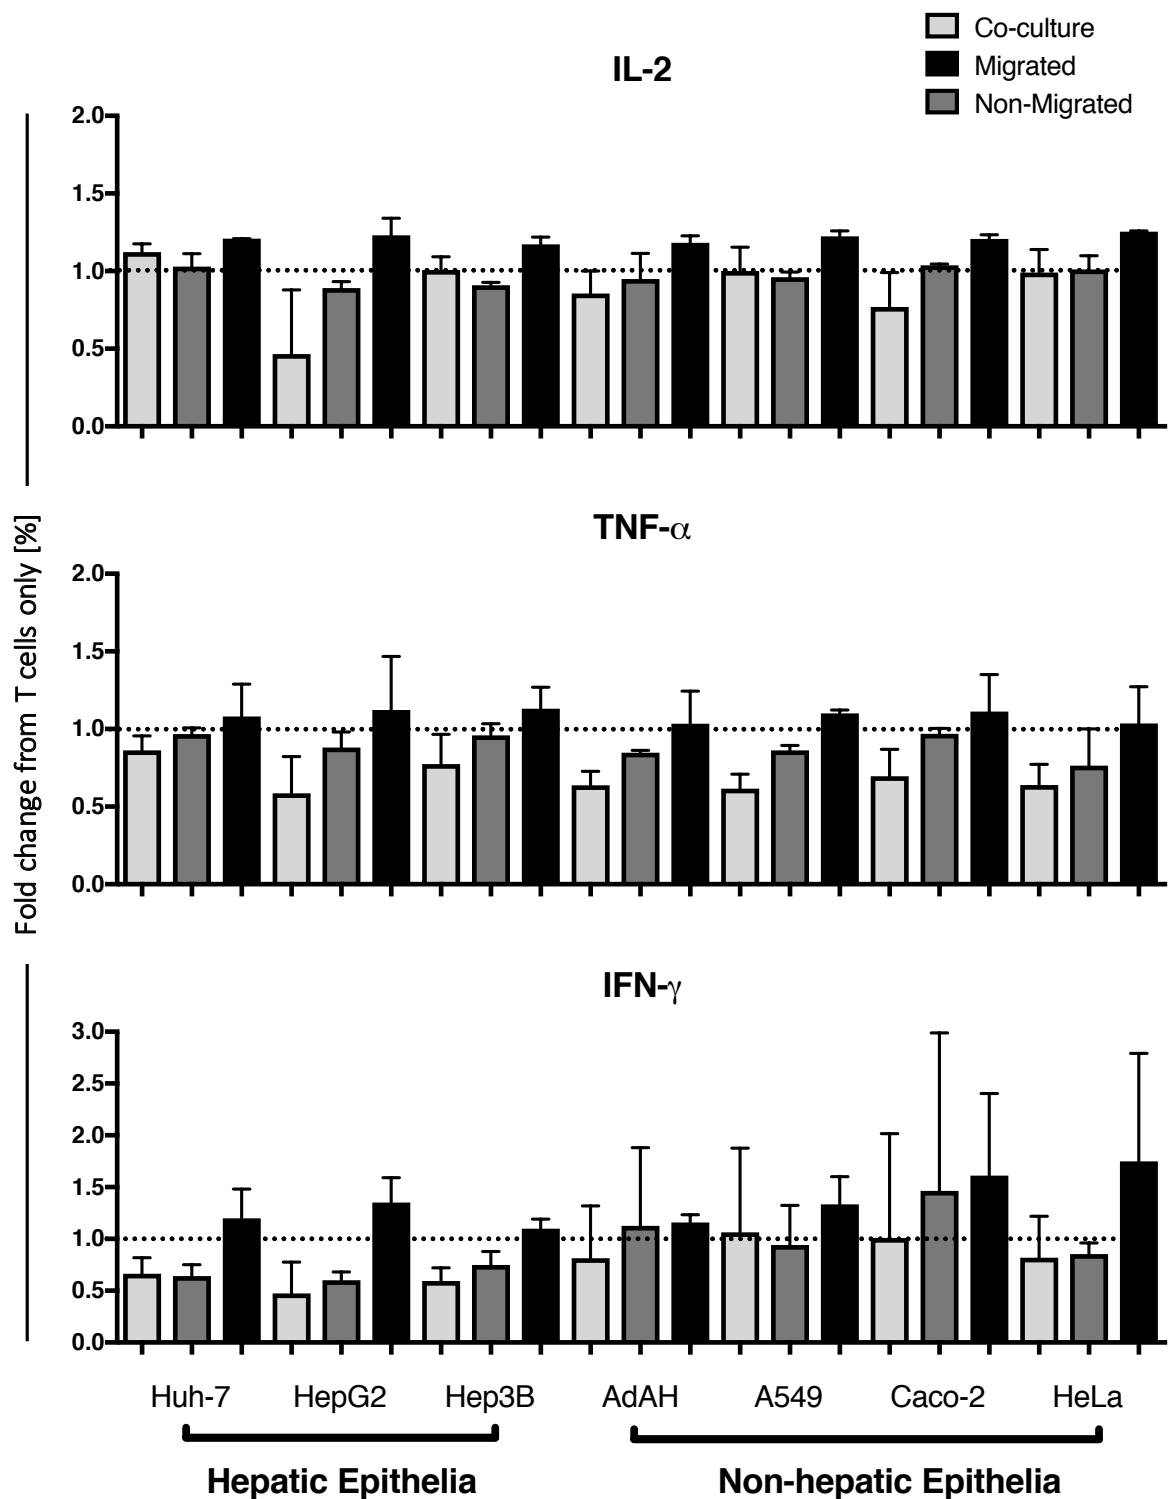 Co-culture
Migrated
Non-Migrated
IL-2
2.0
1.5
1.0
0.5
0.0
TNF-α
2.0
1.5
1.0
0.5
0.0
Fold change from T cells only [%]
IFN-γ
3.0
2.5
2.0
1.5
1.0
0.5
0.0
Huh-7 HepG2 Hep3B AdAH A549 Caco-2 HeLa
Hepatic Epithelia Non-hepatic Epithelia